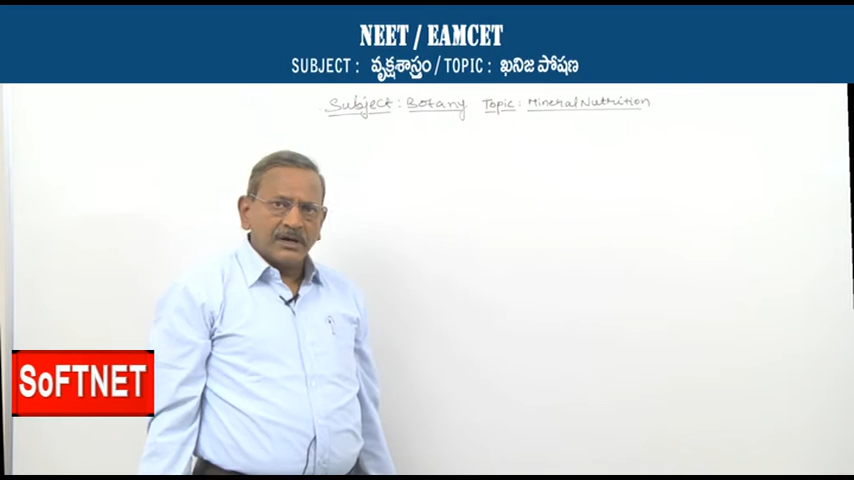 NEET / EAMCET
SUBJECT : వృక్షశాస్త్రం / TOPIC : ఖనిజ పోషణ
Subject : Botany Topic : Mineral Nutrition
SoFTNET